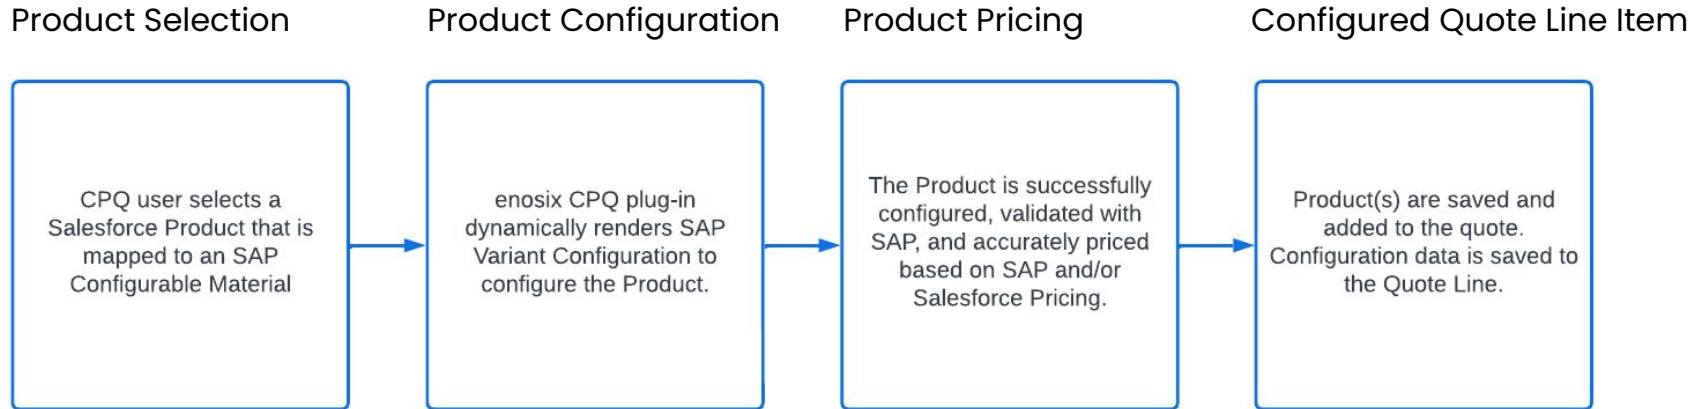 Product Selection
Product Configuration
Product Pricing
Configured Quote Line Item
CPQ user selects a
Salesforce Product that is
mapped to an SAP
Configurable Material
enosix CPQ plug-in
dynamically renders SAP
Variant Configuration to
configure the Product.
The Product is successfully
configured, validated with
SAP, and accurately priced
based on SAP and/or
Salesforce Pricing.
Product(s) are saved and
added to the quote.
Configuration data is saved to
the Quote Line.